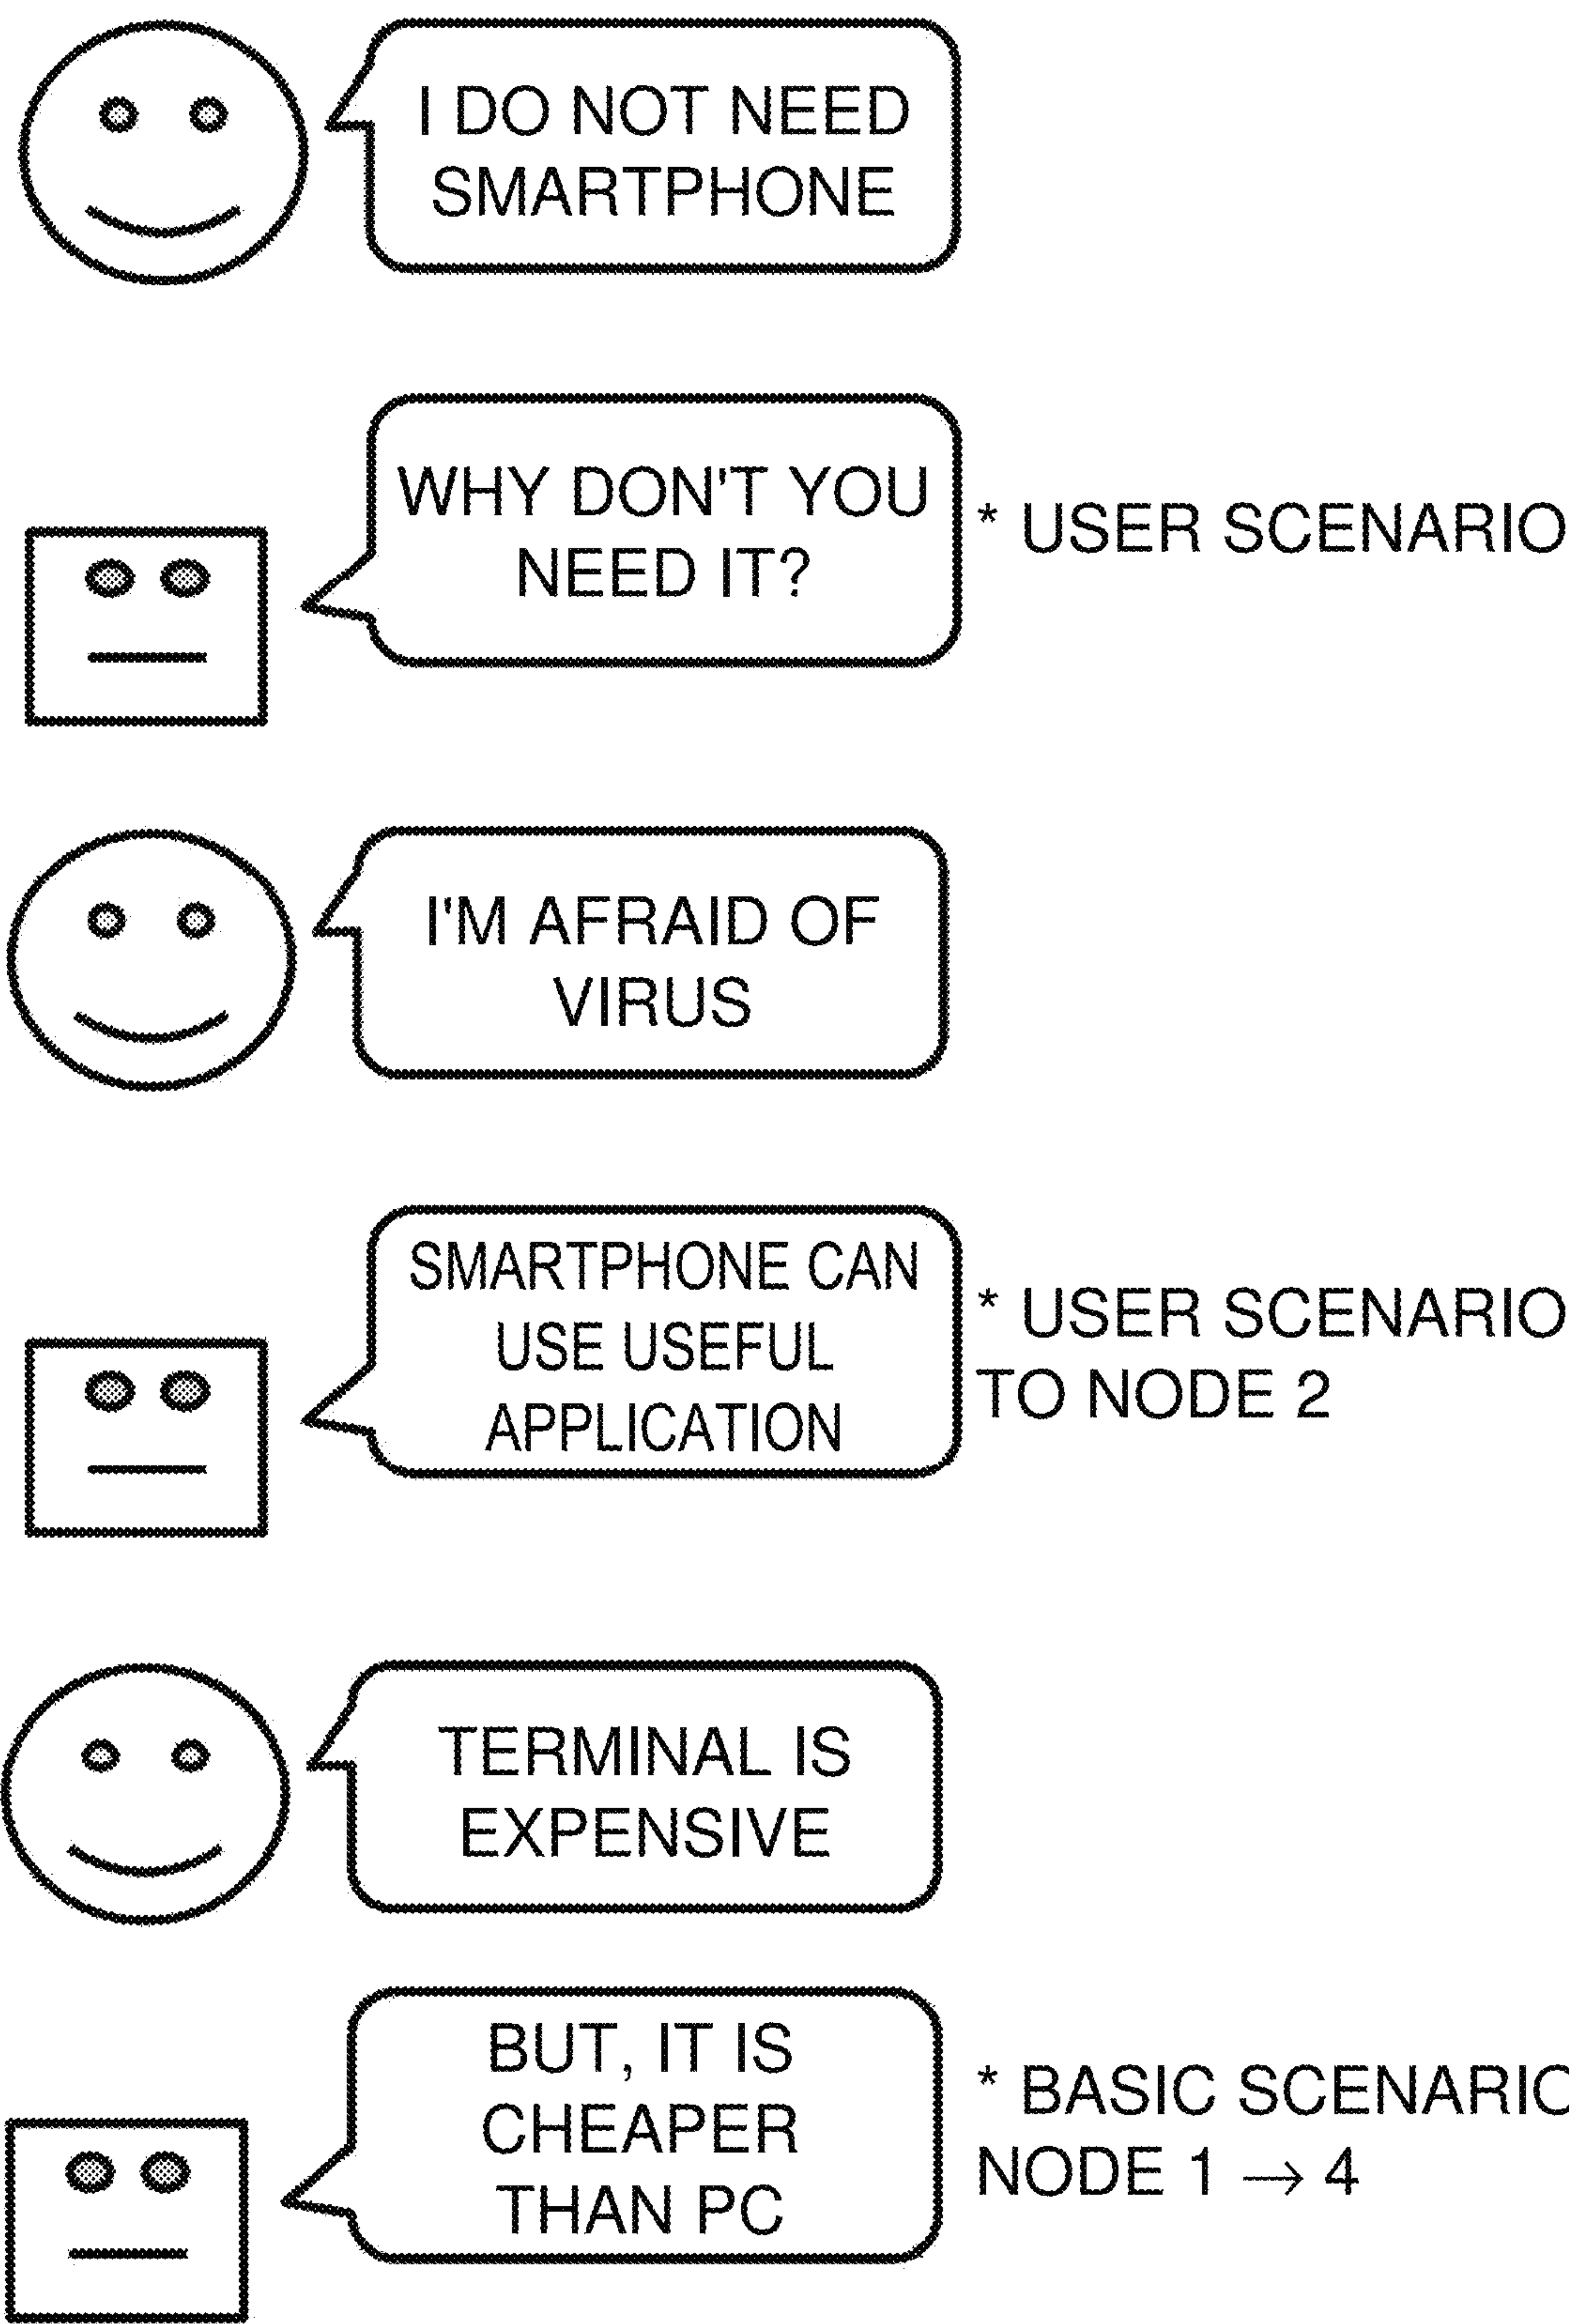 I DO NOT NEED
SMARTPHONE
WHY DON'T YOU
NEED IT?
* USER SCENARIO
I'M AFRAID OF
VIRUS
SMARTPHONE CAN
USE USEFUL
APPLICATION
* USER SCENARIO
TO NODE 2
TERMINAL IS
EXPENSIVE
BUT, IT IS
CHEAPER
THAN PC
* BASIC SCENARIO
NODE 1 → 4